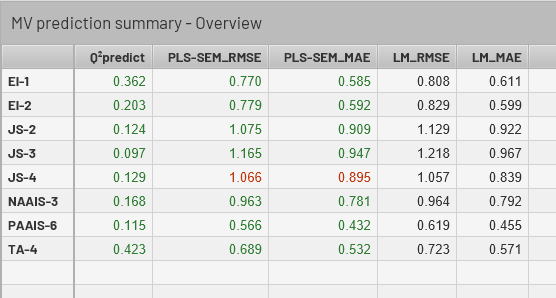 MV prediction summary - Overview
Q²predict PLS-SEM_RMSE PLS-SEM_MAE LM_RMSE LM_MAE
EI-1 0.362 0.770 0.585 0.808 0.611
EI-2 0.203 0.779 0.592 0.829 0.599
JS-2 0.124 1.075 0.909 1.129 0.922
JS-3 0.097 1.165 0.947 1.218 0.967
JS-4 0.129 1.066 0.895 1.057 0.839
NAAIS-3 0.168 0.963 0.781 0.964 0.792
PAAIS-6 0.115 0.566 0.432 0.619 0.455
TA-4 0.423 0.689 0.532 0.723 0.571